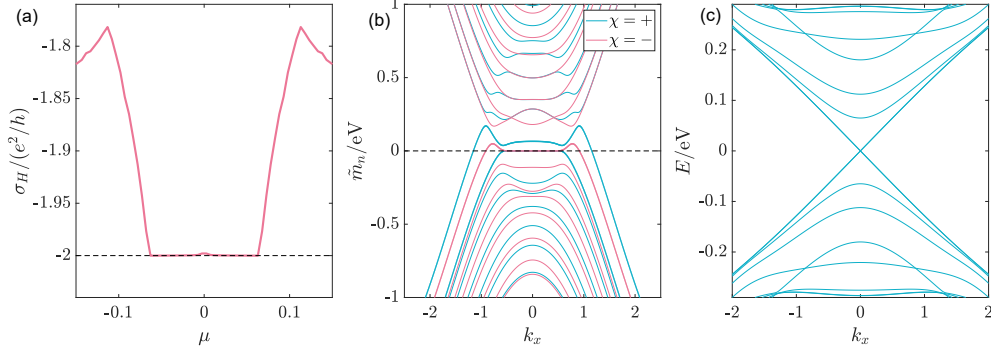 (a)
-1.8
-1.85
-1.9
-1.95
-2
σ_H/(e²/h)
-0.1
0
0.1
μ
(b)
1
0.5
0
-0.5
-1
m̃_n/eV
χ = +
χ = −
-2
-1
0
1
2
k_x
(c)
0.2
0.1
0
-0.1
-0.2
E/eV
-2
-1
0
1
2
k_x